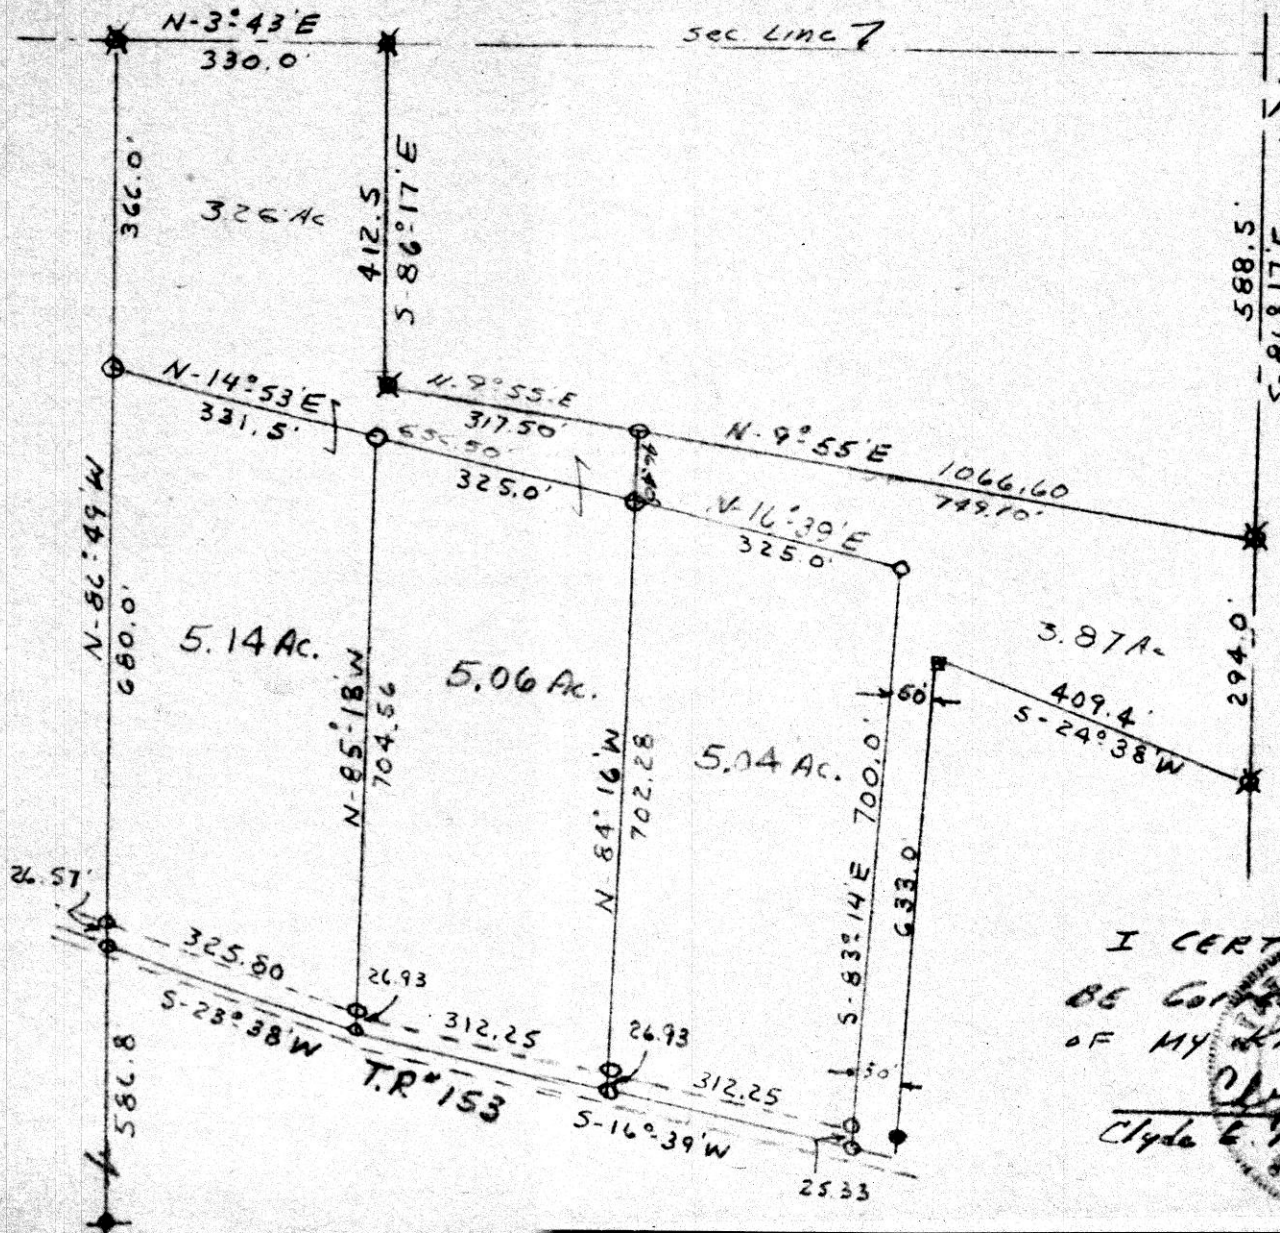 N-3°-43'E
330.0'
sec. Line
366.0'
3.26 Ac
412.5
S-86°-17'E
588.5'
N-14°-53'E
331.5'
N-9°-55'E
317.50'
650.50'
325.0'
46.40
N-9°-55'E
1066.60
749.10'
N-16°-39'E
325.0'
N-86°-49'W
680.0'
5.14 Ac.
N-85°-18'W
704.56
5.06 Ac.
N-84°16'W
702.28
5.04 Ac.
S-83°-14'E
700.0'
60'
633.0'
3.87 Ac
409.4'
S-24°38'W
294.0'
26.57'
325.80
S-23°-38'W
26.93
312.25
T.R # 153
26.93
312.25
S-16°-39'W
25.33
586.8
I CERT
BE
OF MY
Clyde E.